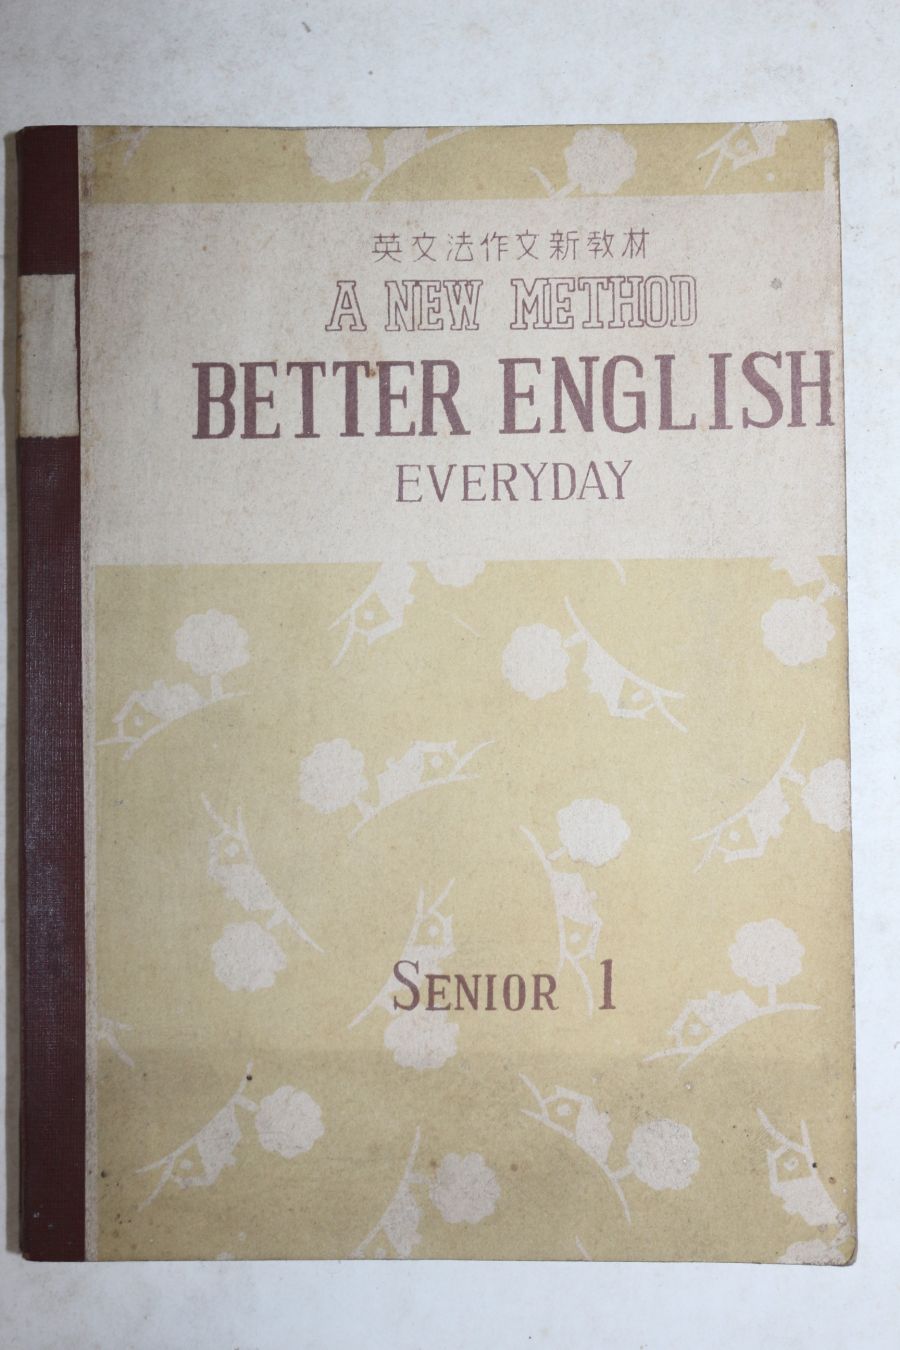 英文法作文新教材
A NEW METHOD
BETTER ENGLISH
EVERYDAY
SENIOR 1